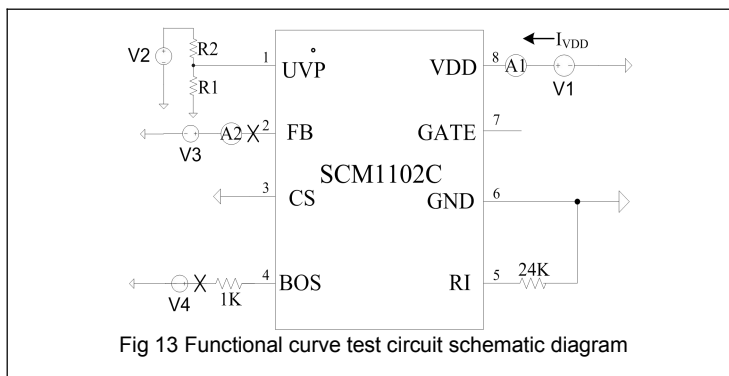 V2
R2
R1
1
UVP
VDD
8
A1
I_VDD
V1
V3
A2
2
FB
GATE
7
SCM1102C
3
CS
GND
6
V4
1K
4
BOS
RI
5
24K
Fig 13 Functional curve test circuit schematic diagram